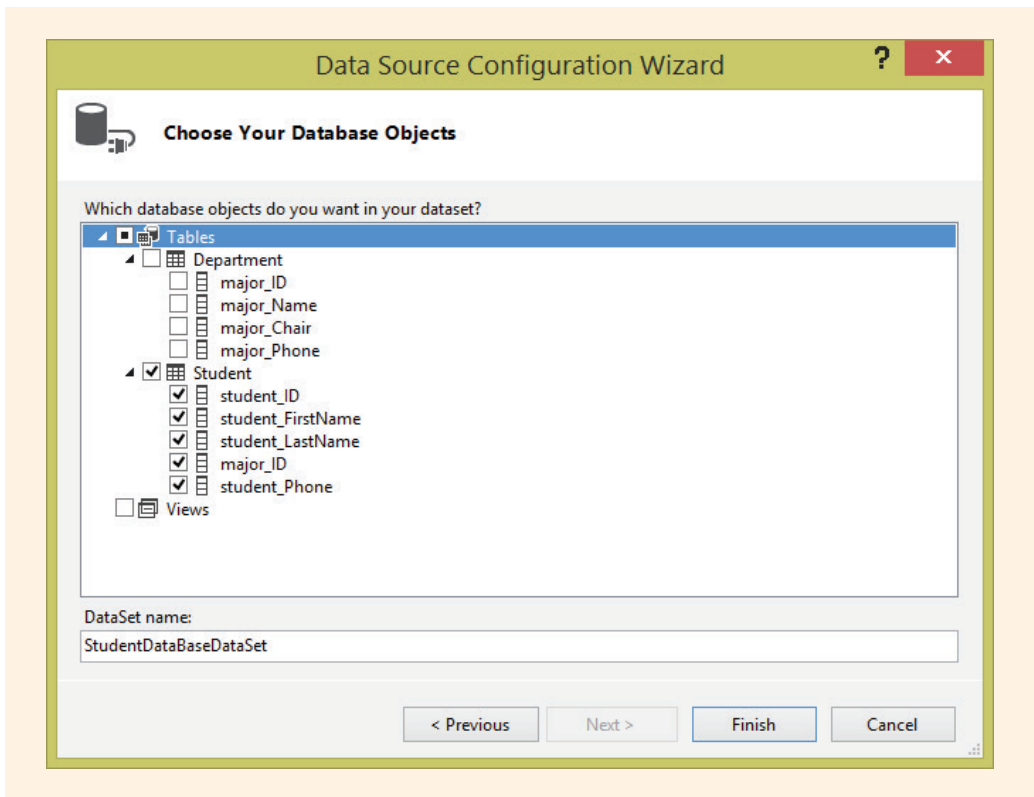 Data Source Configuration Wizard ? x
Choose Your Database Objects
Which database objects do you want in your dataset?
Tables
Department
major_ID
major_Name
major_Chair
major_Phone
Student
student_ID
student_FirstName
student_LastName
major_ID
student_Phone
Views
DataSet name:
StudentDataBaseDataSet
< Previous Next > Finish Cancel